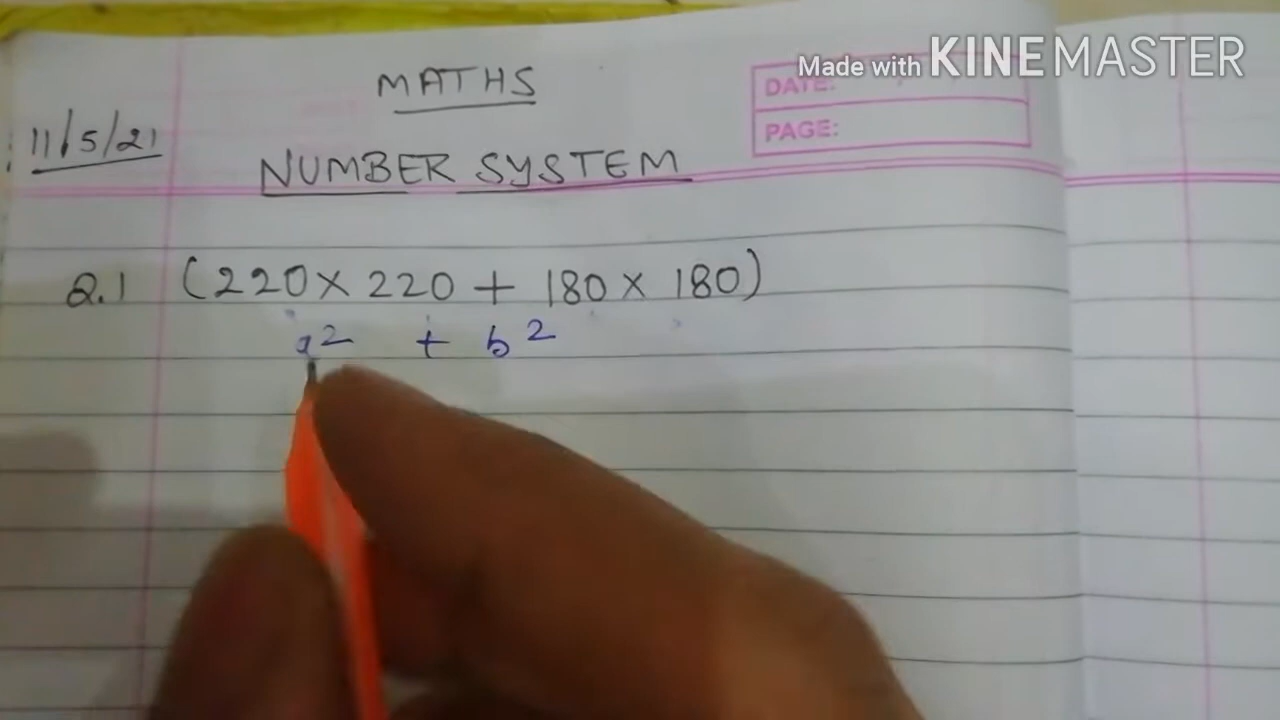 Made with KINEMASTER
MATHS
DATE:
PAGE:
11/5/21
NUMBER SYSTEM
Q.1 (220 × 220 + 180 × 180)
a² + b²